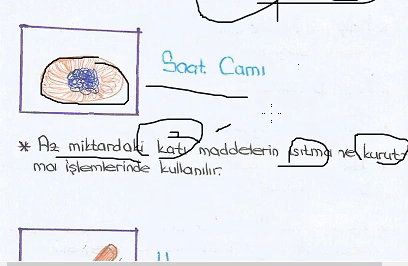 Saat Camı
* Az miktardaki katı maddelerin ısıtma ve kurut-
ma işlemlerinde kullanılır.